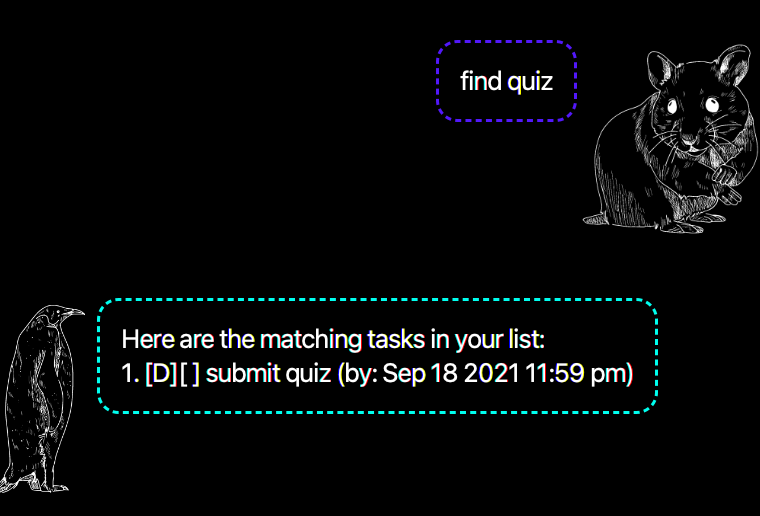 find quiz
Here are the matching tasks in your list:
1. [D][ ] submit quiz (by: Sep 18 2021 11:59 pm)